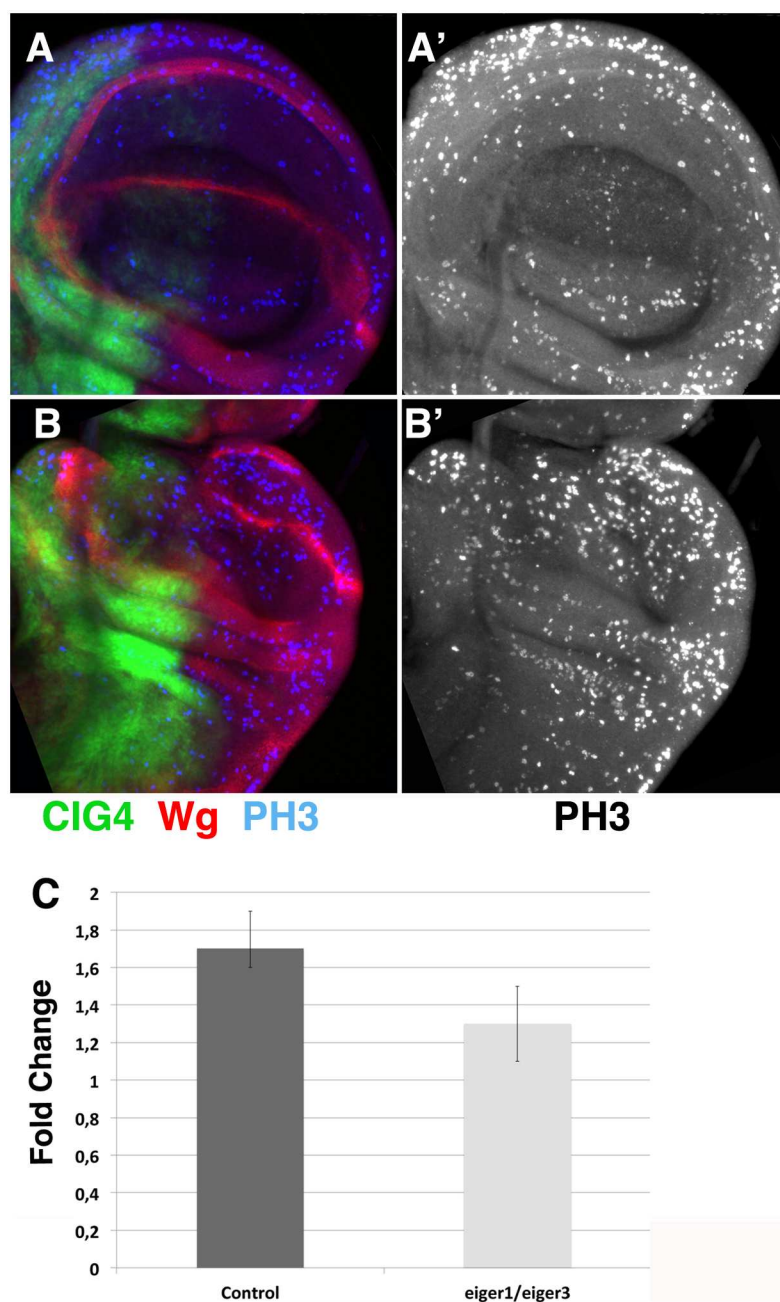 A
A’
B
B’
CIG4 Wg PH3
PH3
C
Fold Change
2
1,8
1,6
1,4
1,2
1
0,8
0,6
0,4
0,2
0
Control
eiger1/eiger3